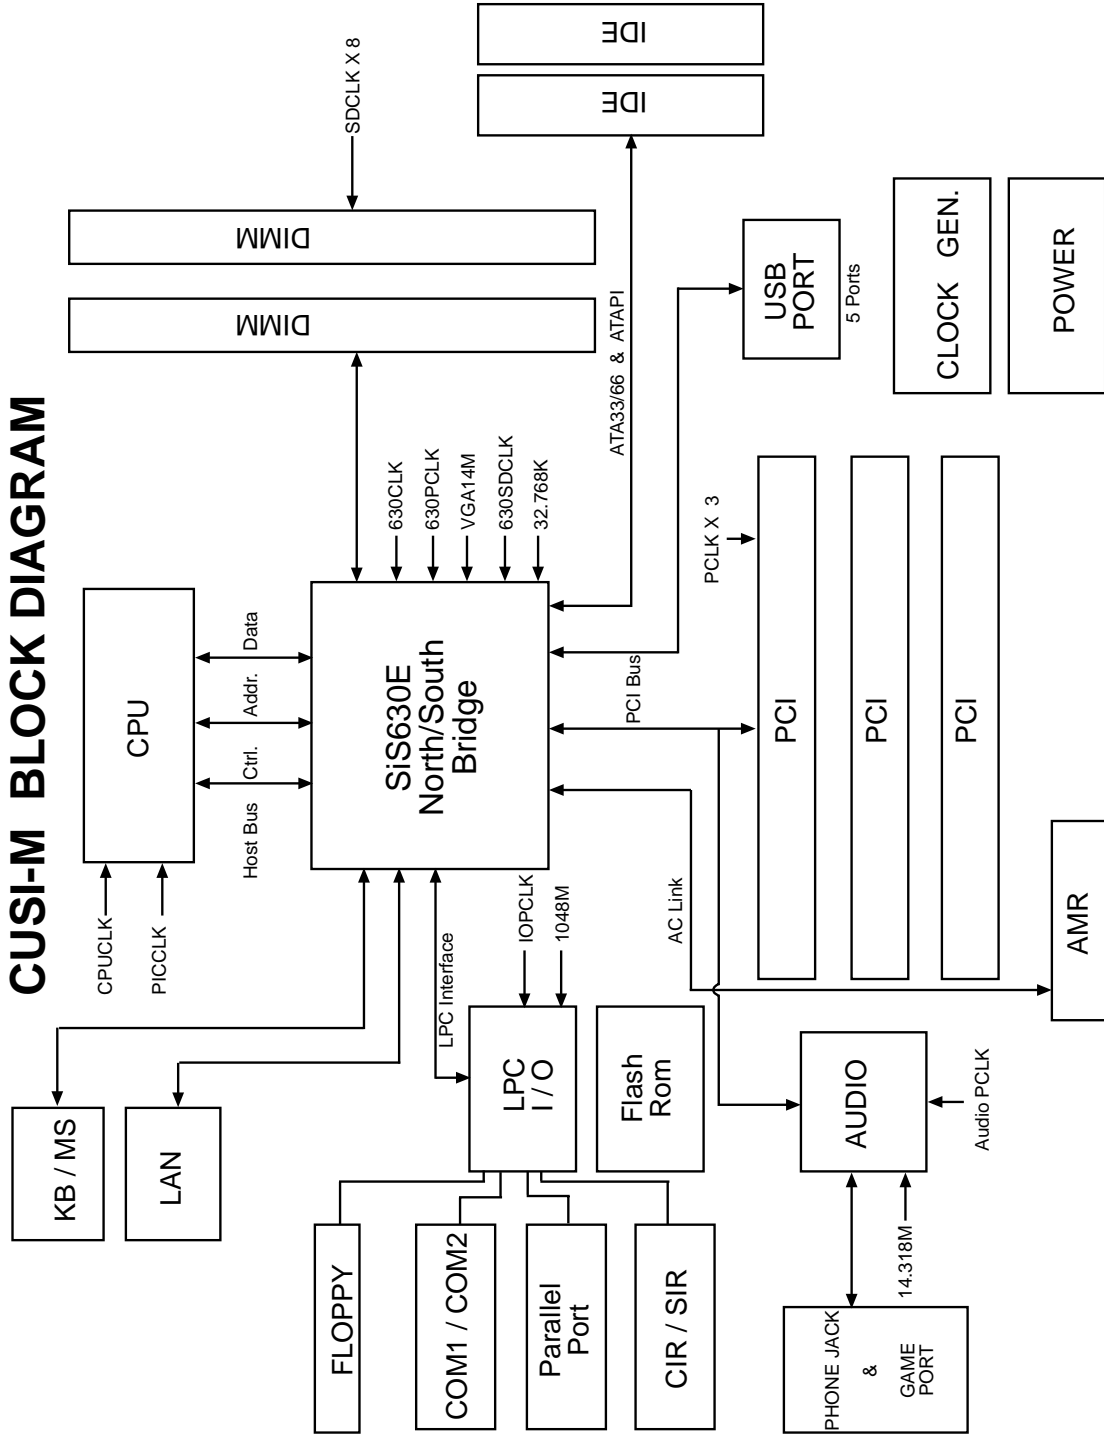 CUSI-M BLOCK DIAGRAM
KB / MS
CPUCLK
PICCLK
CPU
DIMM
DIMM
SDCLK X 8
LAN
Host Bus
Ctrl.
Addr.
Data
SiS630E
North/South
Bridge
630CLK
630PCLK
VGA14M
630SDCLK
32.768K
IDE
IDE
ATA33/66 & ATAPI
FLOPPY
COM1 / COM2
Parallel
Port
CIR / SIR
LPC Interface
LPC
I / O
IOPCLK
1048M
Flash
Rom
AC Link
PCI Bus
PCLK X 3
USB
PORT
5 Ports
PCI
PCI
PCI
CLOCK GEN.
POWER
PHONE JACK
&
GAME
PORT
14.318M
AUDIO
Audio PCLK
AMR